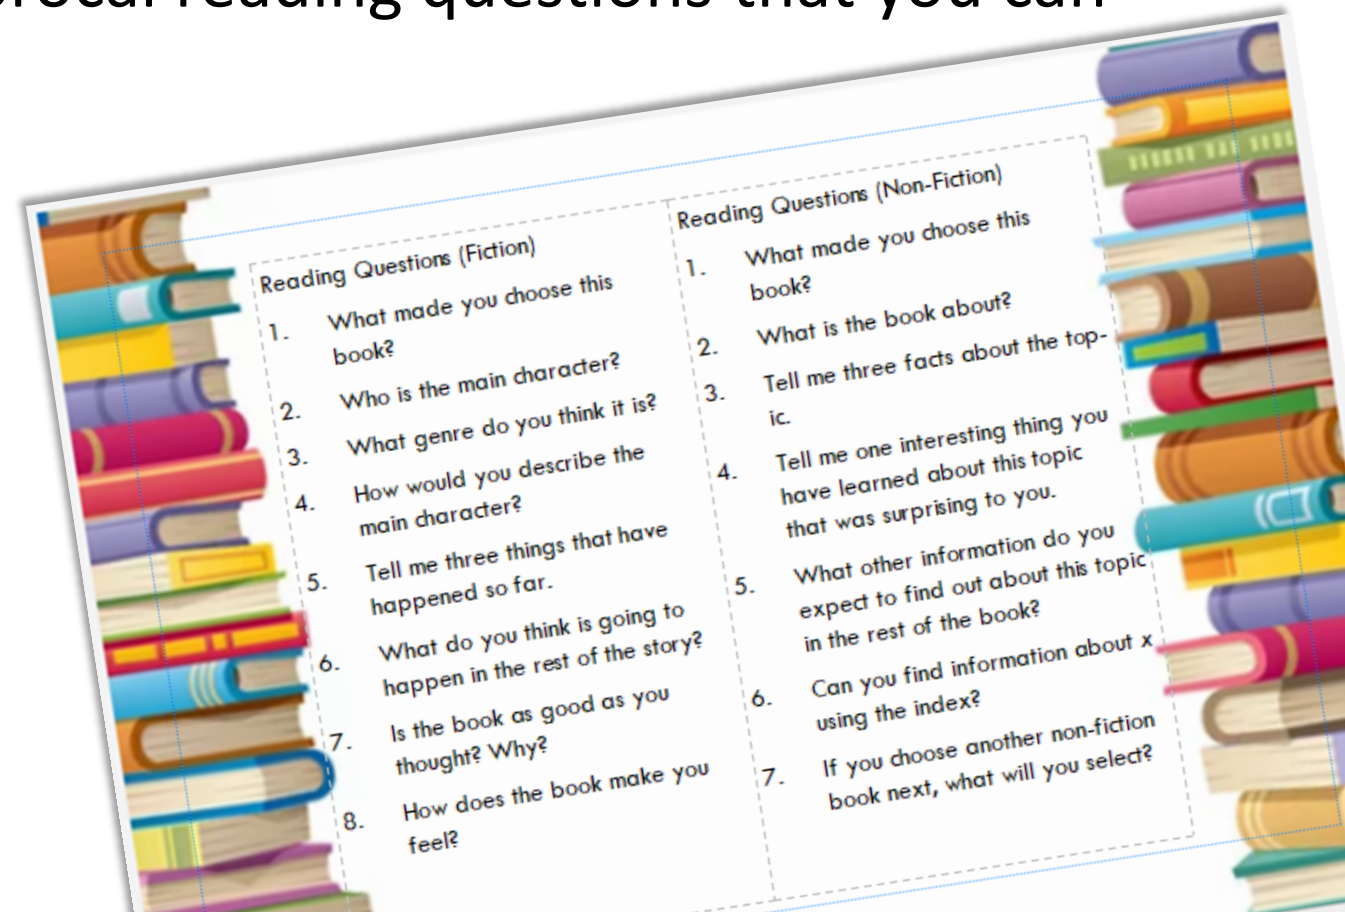 reading questions that you can
Reading Questions (Fiction)
1. What made you choose this
book?
2. Who is the main character?
3. What genre do you think it is?
4. How would you describe the
main character?
5. Tell me three things that have
happened so far.
6. What do you think is going to
happen in the rest of the story?
7. Is the book as good as you
thought? Why?
8. How does the book make you
feel?
Reading Questions (Non-Fiction)
1. What made you choose this
book?
2. What is the book about?
3. Tell me three facts about the top-
ic.
4. Tell me one interesting thing you
have learned about this topic
that was surprising to you.
5. What other information do you
expect to find out about this topic
in the rest of the book?
6. Can you find information about x
using the index?
7. If you choose another non-fiction
book next, what will you select?